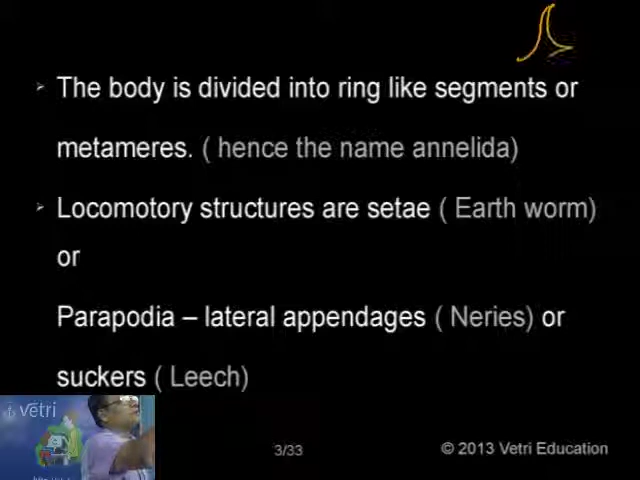 The body is divided into ring like segments or
metameres. ( hence the name annelida)
Locomotory structures are setae ( Earth worm)
or
Parapodia – lateral appendages ( Neries) or
suckers ( Leech)
vetri
3/33
© 2013 Vetri Education